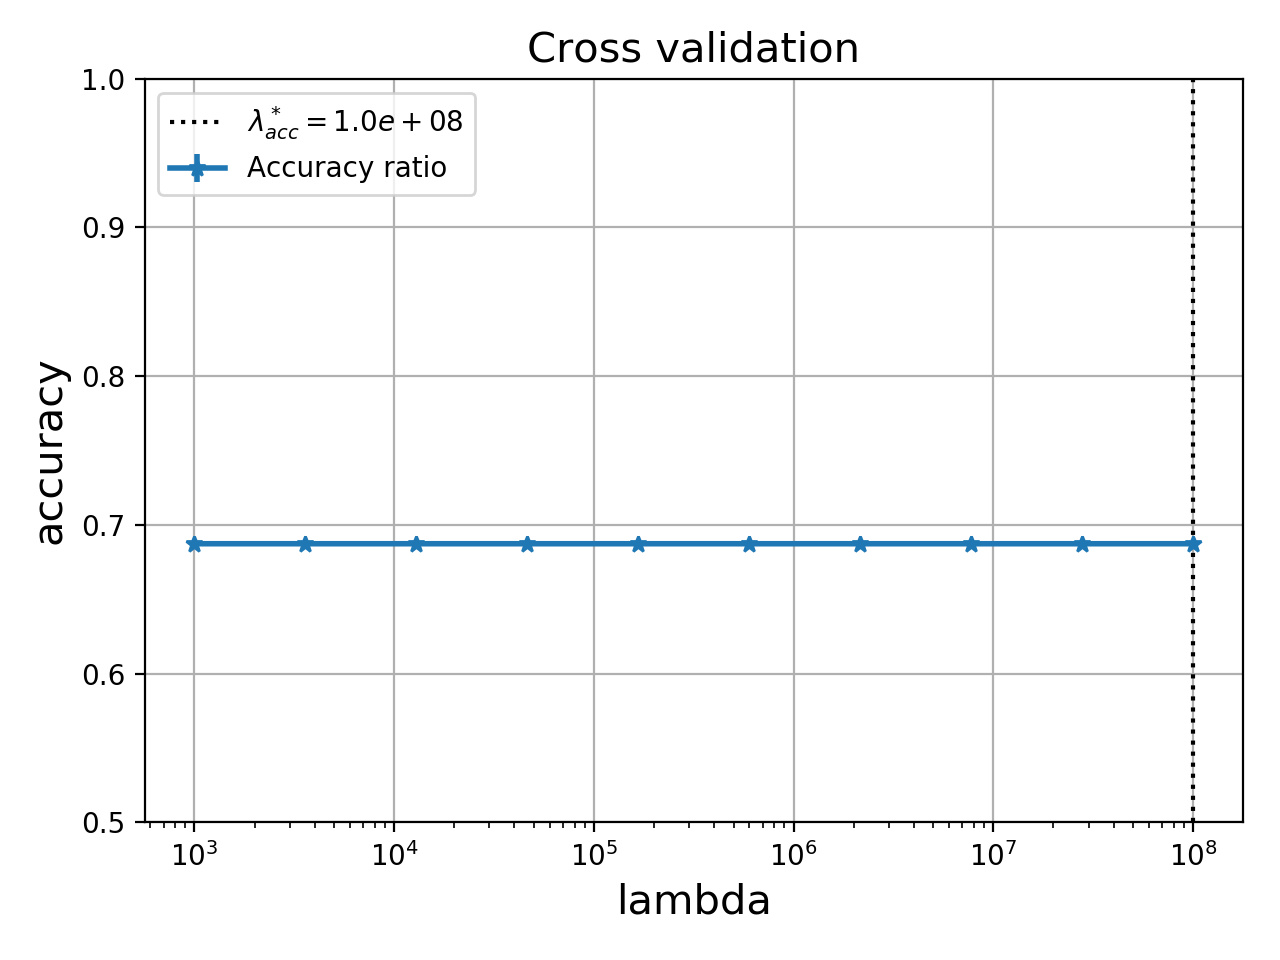 Cross validation
1.0
λ*acc = 1.0e + 08
Accuracy ratio
0.9
0.8
accuracy
0.7
0.6
0.5
10³ 10⁴ 10⁵ 10⁶ 10⁷ 10⁸
lambda